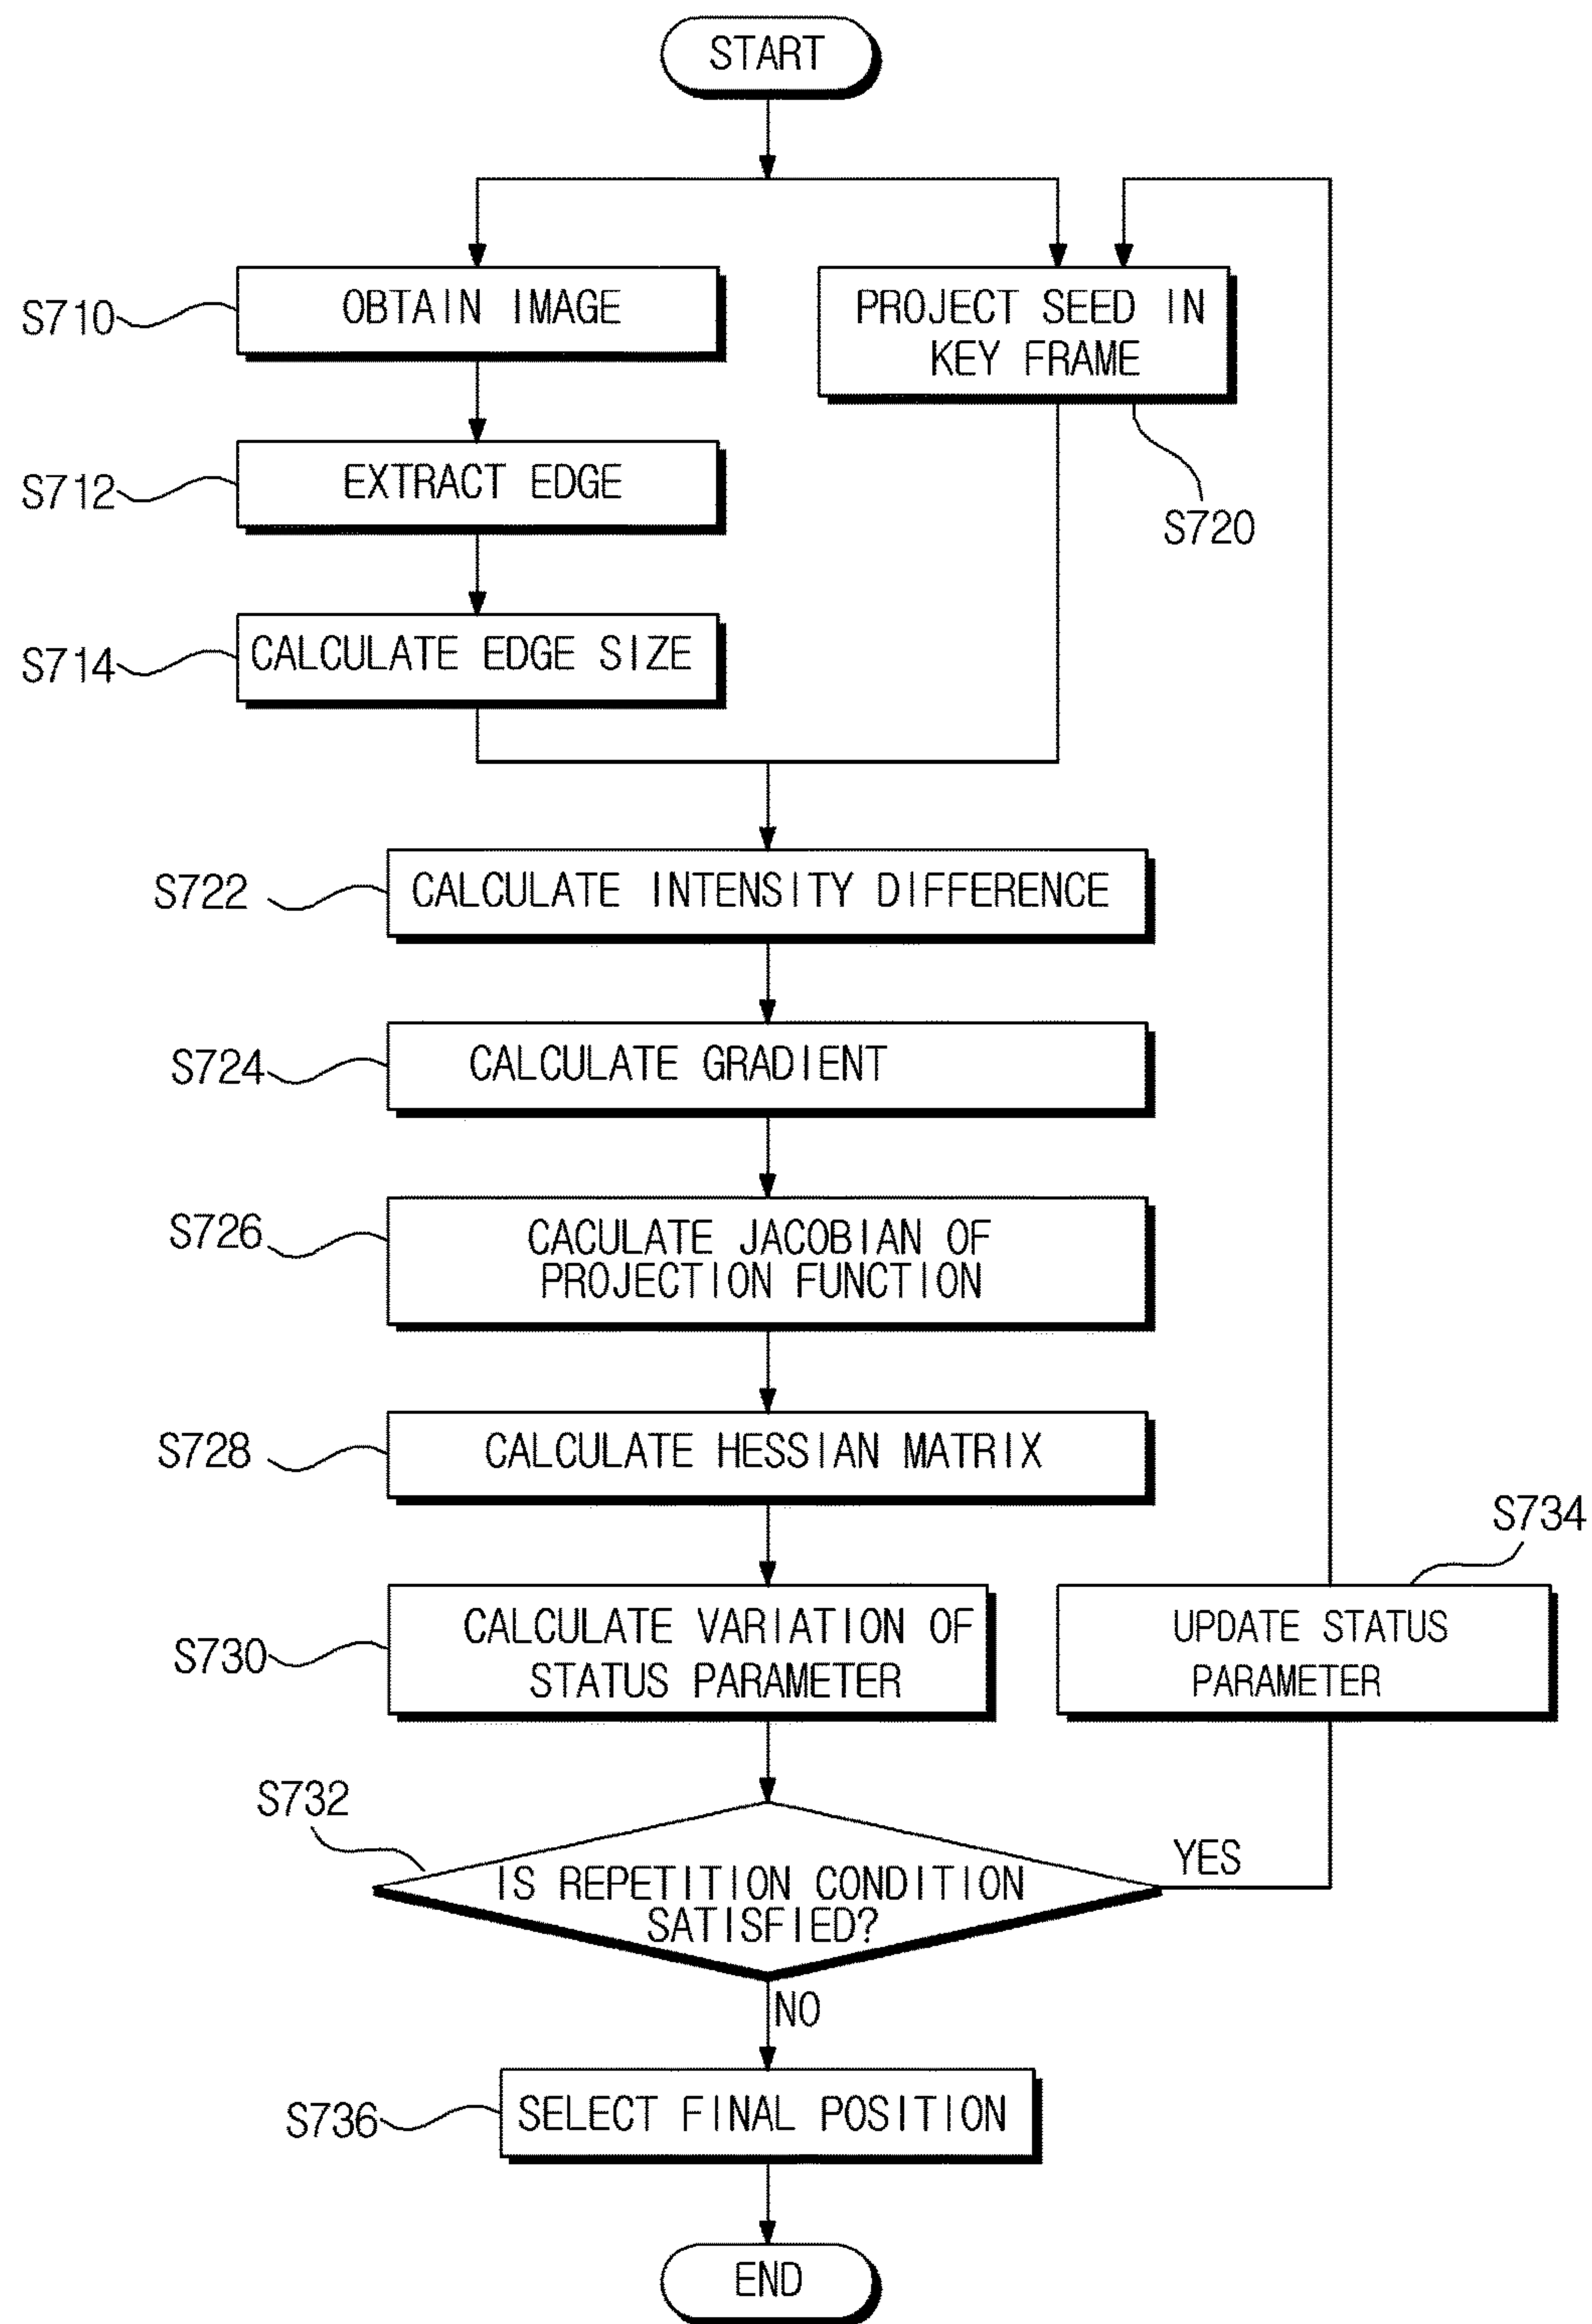 START
S710
OBTAIN IMAGE
PROJECT SEED IN
KEY FRAME
S712
EXTRACT EDGE
S720
S714
CALCULATE EDGE SIZE
S722
CALCULATE INTENSITY DIFFERENCE
S724
CALCULATE GRADIENT
S726
CACULATE JACOBIAN OF
PROJECTION FUNCTION
S728
CALCULATE HESSIAN MATRIX
S734
S730
CALCULATE VARIATION OF
STATUS PARAMETER
UPDATE STATUS
PARAMETER
S732
IS REPETITION CONDITION
SATISFIED?
YES
NO
S736
SELECT FINAL POSITION
END